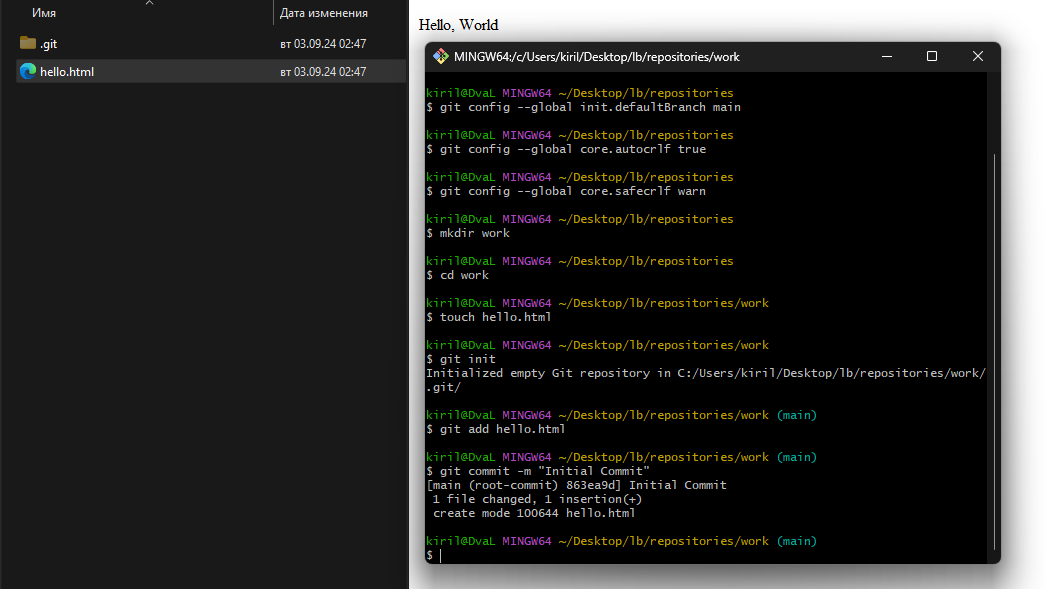 Имя
Дата изменения
.git
вт 03.09.24 02:47
hello.html
вт 03.09.24 02:47
Hello, World
MINGW64:/c/Users/kiril/Desktop/lb/repositories/work
kiril@DvaL MINGW64 ~/Desktop/lb/repositories
$ git config --global init.defaultBranch main
kiril@DvaL MINGW64 ~/Desktop/lb/repositories
$ git config --global core.autocrlf true
kiril@DvaL MINGW64 ~/Desktop/lb/repositories
$ git config --global core.safecrlf warn
kiril@DvaL MINGW64 ~/Desktop/lb/repositories
$ mkdir work
kiril@DvaL MINGW64 ~/Desktop/lb/repositories
$ cd work
kiril@DvaL MINGW64 ~/Desktop/lb/repositories/work
$ touch hello.html
kiril@DvaL MINGW64 ~/Desktop/lb/repositories/work
$ git init
Initialized empty Git repository in C:/Users/kiril/Desktop/lb/repositories/work/
.git/
kiril@DvaL MINGW64 ~/Desktop/lb/repositories/work (main)
$ git add hello.html
kiril@DvaL MINGW64 ~/Desktop/lb/repositories/work (main)
$ git commit -m "Initial Commit"
[main (root-commit) 863ea9d] Initial Commit
1 file changed, 1 insertion(+)
create mode 100644 hello.html
kiril@DvaL MINGW64 ~/Desktop/lb/repositories/work (main)
$